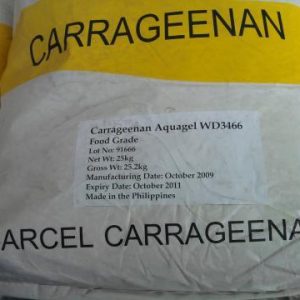 CARRAGEENAN
Carrageenan Aquagel WD3466
Food Grade
Lot No: 91666
Net Wt: 25kg
Gross Wt: 25.2kg
Manufacturing Date: October 2009
Expiry Date: October 2011
Made in the Philippines
ARCEL CARRAGEENA